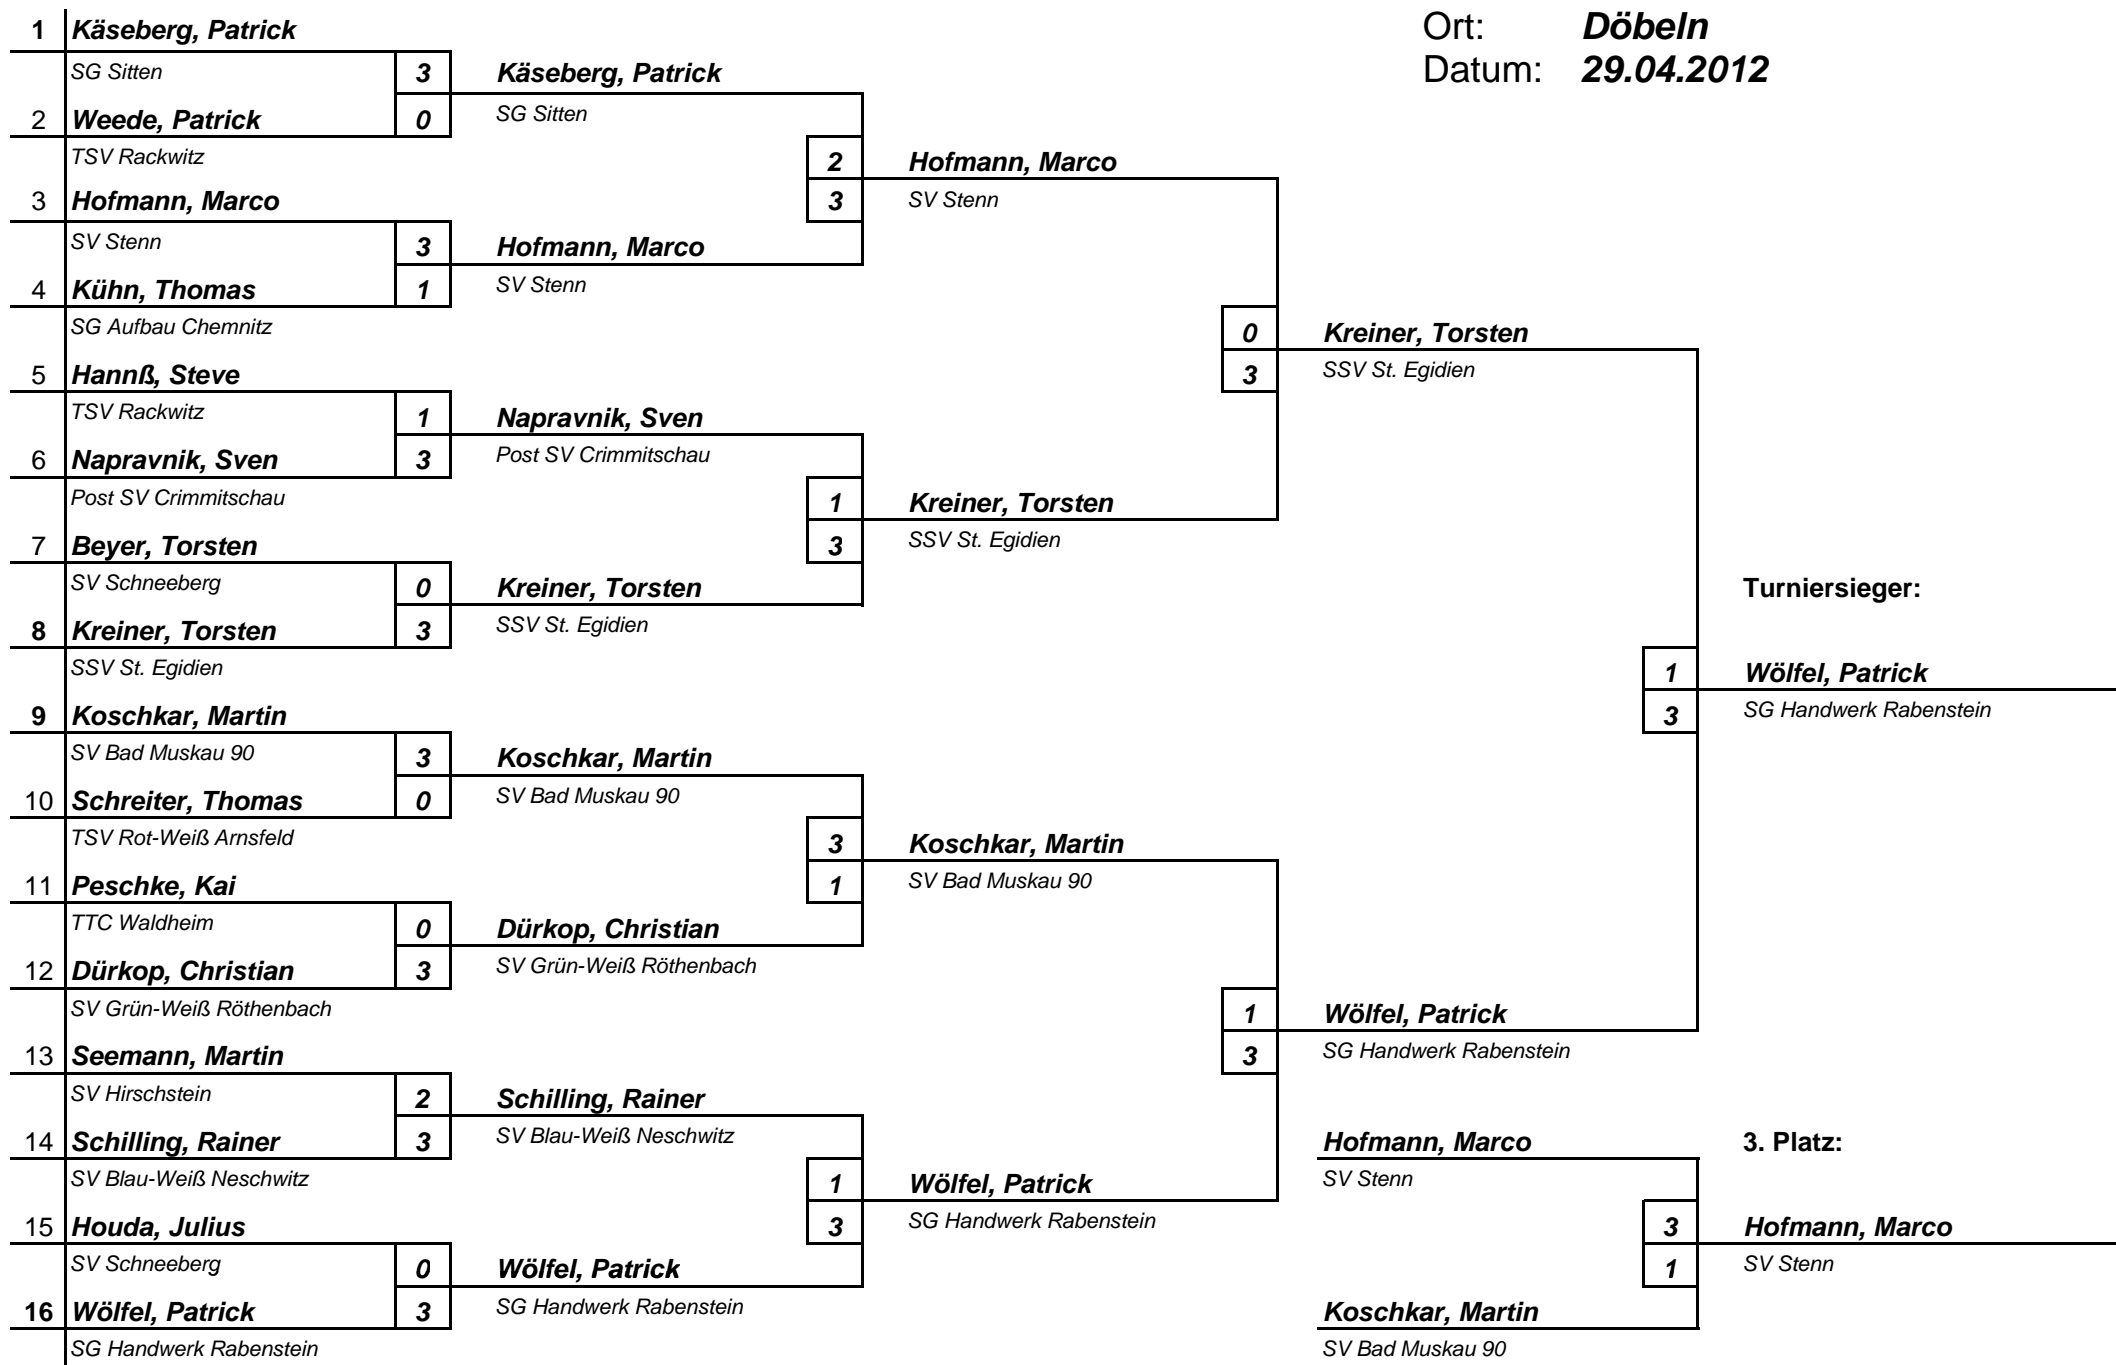 Ort: Döbeln
Datum: 29.04.2012
1 Käseberg, Patrick
SG Sitten 3
2 Weede, Patrick 0
TSV Rackwitz
3 Hofmann, Marco
SV Stenn 3
4 Kühn, Thomas 1
SG Aufbau Chemnitz
5 Hannß, Steve
TSV Rackwitz 1
6 Napravnik, Sven 3
Post SV Crimmitschau
7 Beyer, Torsten
SV Schneeberg 0
8 Kreiner, Torsten 3
SSV St. Egidien
9 Koschkar, Martin
SV Bad Muskau 90 3
10 Schreiter, Thomas 0
TSV Rot-Weiß Arnsfeld
11 Peschke, Kai
TTC Waldheim 0
12 Dürkop, Christian 3
SV Grün-Weiß Röthenbach
13 Seemann, Martin
SV Hirschstein 2
14 Schilling, Rainer 3
SV Blau-Weiß Neschwitz
15 Houda, Julius
SV Schneeberg 0
16 Wölfel, Patrick 3
SG Handwerk Rabenstein
Käseberg, Patrick
SG Sitten
2
3
Hofmann, Marco
SV Stenn
Napravnik, Sven
Post SV Crimmitschau
1
3
Kreiner, Torsten
SSV St. Egidien
Koschkar, Martin
SV Bad Muskau 90
3
1
Dürkop, Christian
SV Grün-Weiß Röthenbach
Schilling, Rainer
SV Blau-Weiß Neschwitz
1
3
Wölfel, Patrick
SG Handwerk Rabenstein
Hofmann, Marco
SV Stenn
0
3
Kreiner, Torsten
SSV St. Egidien
Koschkar, Martin
SV Bad Muskau 90
1
3
Wölfel, Patrick
SG Handwerk Rabenstein
Kreiner, Torsten
SSV St. Egidien
1
3
Wölfel, Patrick
SG Handwerk Rabenstein
Turniersieger:
Wölfel, Patrick
SG Handwerk Rabenstein
Hofmann, Marco
SV Stenn
3
1
Koschkar, Martin
SV Bad Muskau 90
3. Platz:
Hofmann, Marco
SV Stenn